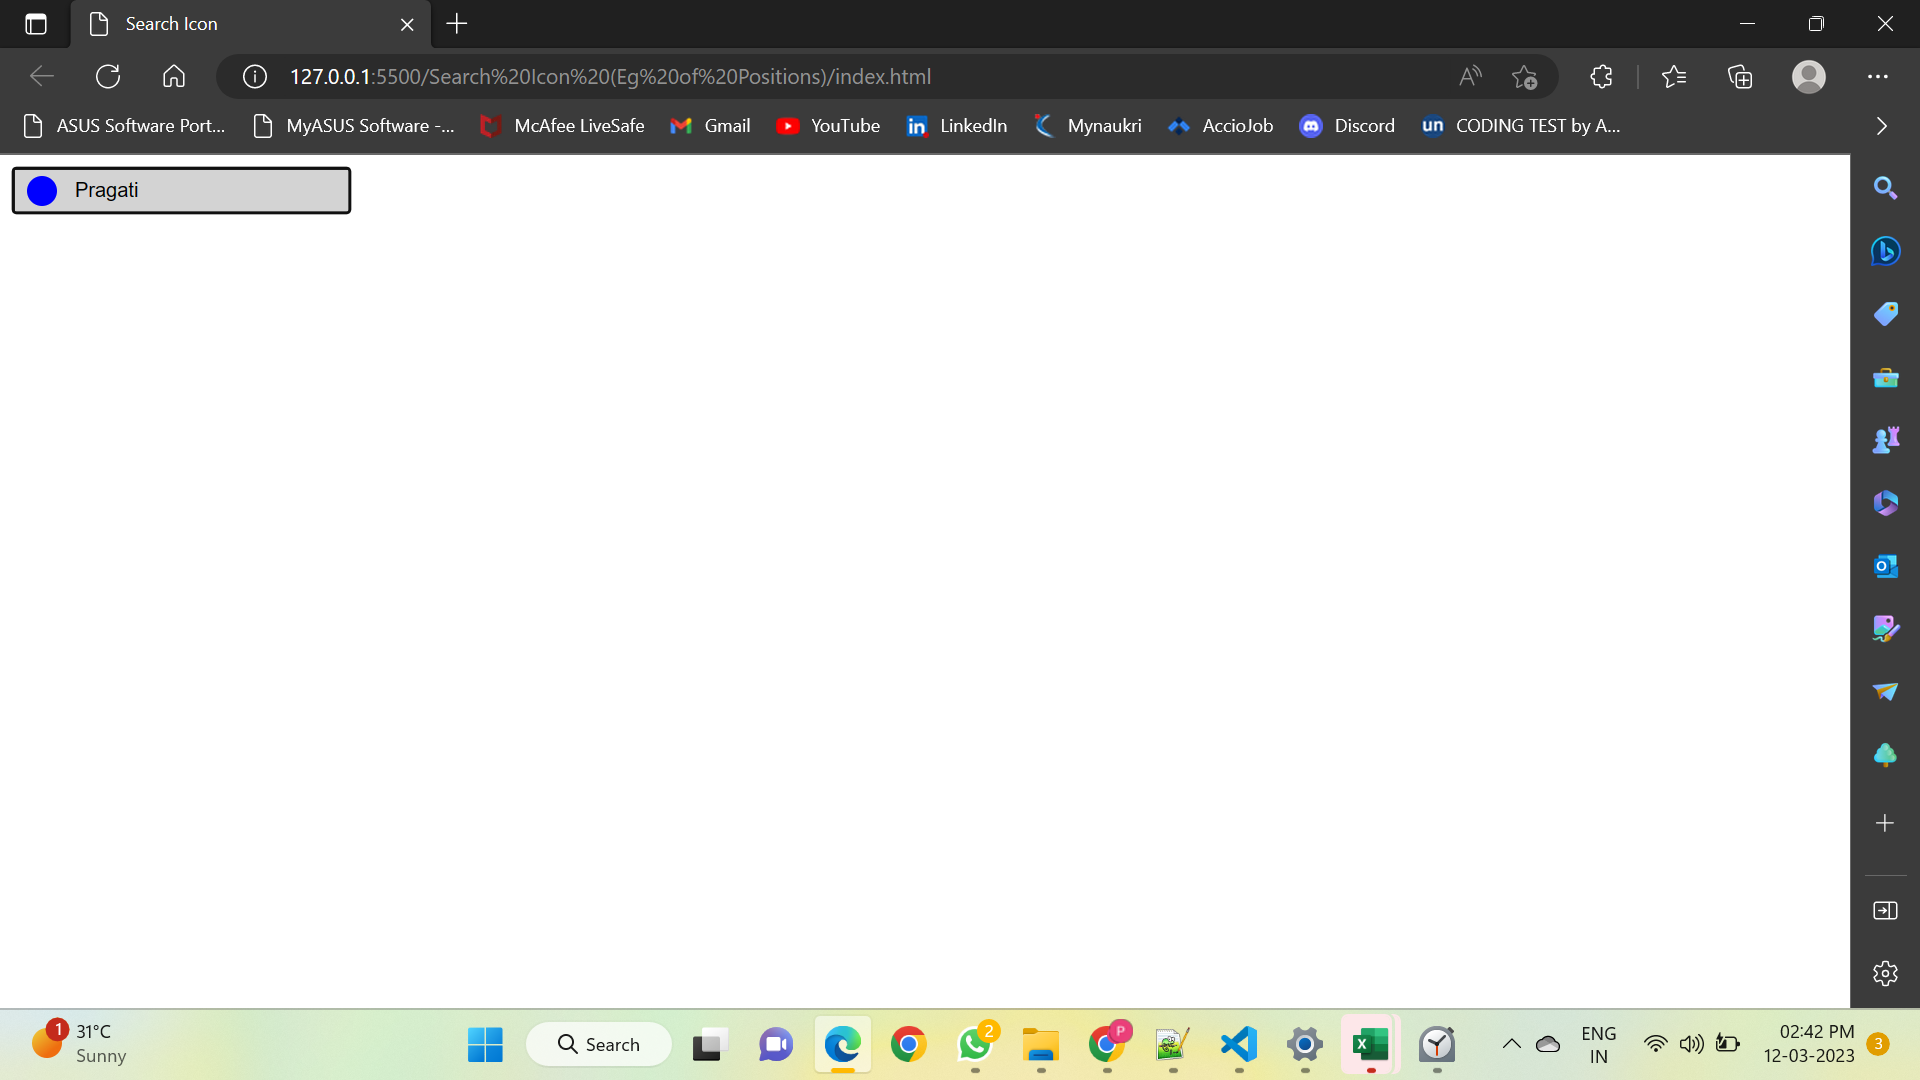 Search Icon
127.0.0.1:5500/Search%20Icon%20(Eg%20of%20Positions)/index.html
ASUS Software Port... MyASUS Software -... McAfee LiveSafe Gmail YouTube LinkedIn Mynaukri AccioJob Discord un CODING TEST by A...
Pragati
1 31°C
Sunny
Search
2
P
ENG
IN
02:42 PM
12-03-2023
3